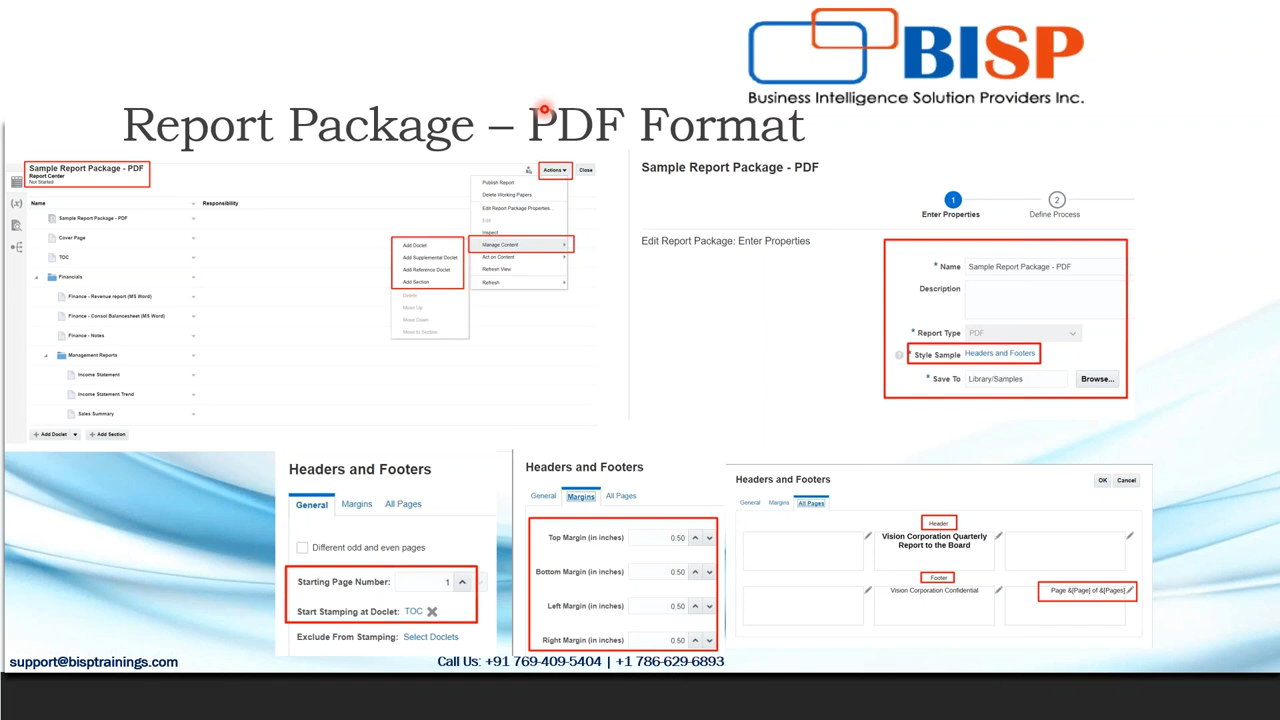 BISP
Business Intelligence Solution Providers Inc.
Report Package – PDF Format
Sample Report Package - PDF
Report Center
Not Started
Actions
Close
Name
Responsibility
Sample Report Package - PDF
Cover Page
TOC
Financials
Finance - Revenue report (MS Word)
Finance - Consol Balancesheet (MS Word)
Finance - Notes
Management Reports
Income Statement
Income Statement Trend
Sales Summary
Add Doclet
Add Section
Publish Report
Delete Working Papers
Edit Report Package Properties...
Edit
Inspect
Manage Content
Act on Content
Refresh View
Refresh
Add Doclet
Add Supplemental Doclet
Add Reference Doclet
Add Section
Delete
Move Up
Move Down
Move to Section
Sample Report Package - PDF
1
2
Enter Properties
Define Process
Edit Report Package: Enter Properties
* Name Sample Report Package - PDF
Description
* Report Type PDF
* Style Sample Headers and Footers
* Save To Library/Samples Browse...
Headers and Footers
General Margins All Pages
Different odd and even pages
Starting Page Number: 1
Start Stamping at Doclet: TOC
Exclude From Stamping: Select Doclets
Headers and Footers
General Margins All Pages
Top Margin (in inches) 0.50
Bottom Margin (in inches) 0.50
Left Margin (in inches) 0.50
Right Margin (in inches) 0.50
Headers and Footers
OK Cancel
General Margins All Pages
Header
Vision Corporation Quarterly
Report to the Board
Footer
Vision Corporation Confidential
Page &[Page] of &[Pages]
support@bisptrainings.com
Call Us: +91 769-409-5404 | +1 786-629-6893